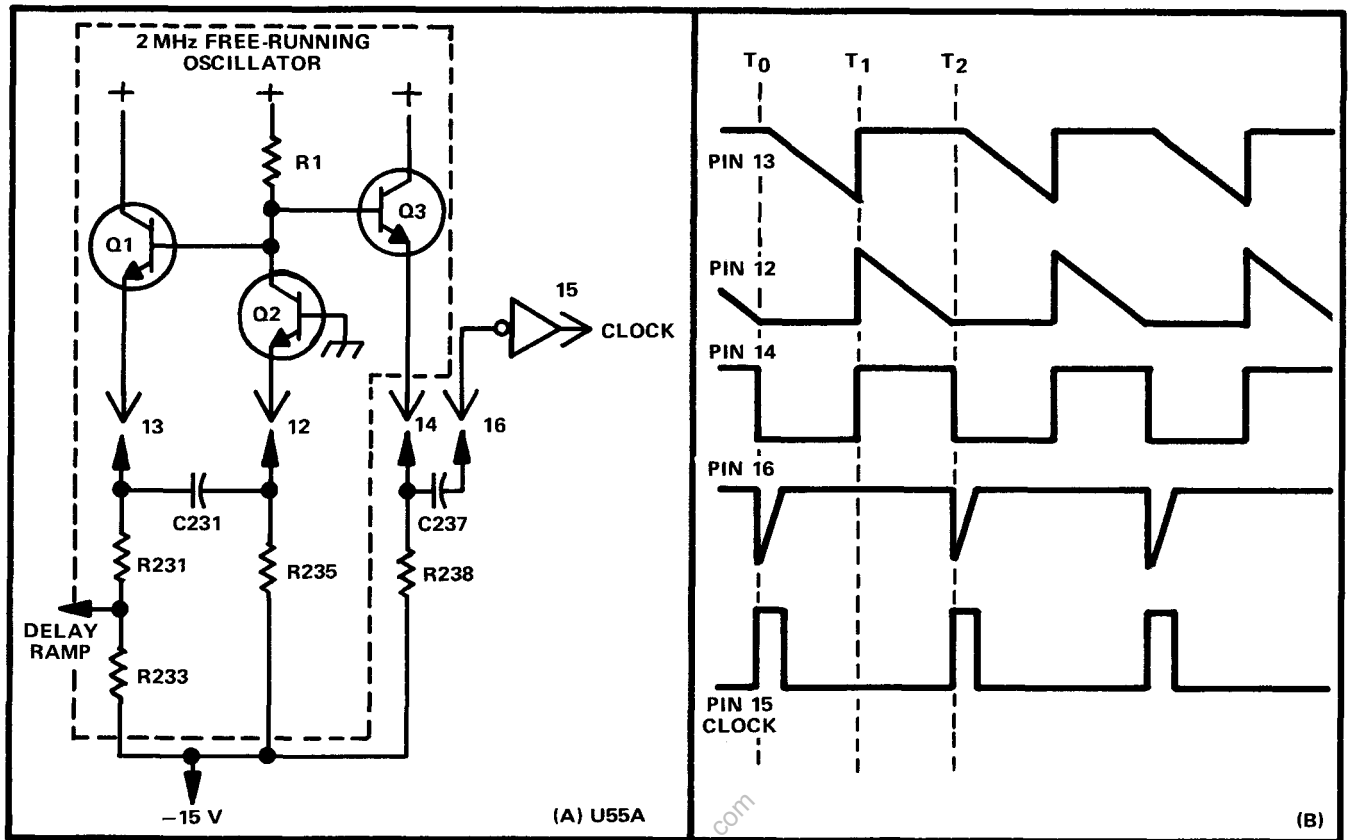 2 MHz FREE-RUNNING
OSCILLATOR
R1
Q1
Q3
Q2
15
CLOCK
13
12
14
16
C231
C237
R231
R235
R238
DELAY
RAMP
R233
–15 V
(A) U55A
T0
T1
T2
PIN 13
PIN 12
PIN 14
PIN 16
PIN 15
CLOCK
com
(B)